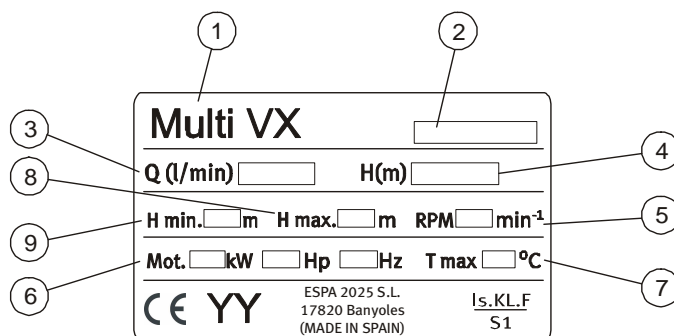 1
2
Multi VX
3
Q (l/min) H(m)
4
8
H min. m H max. m RPM min⁻¹
5
9
Mot. kW Hp Hz T max ºC
6
7
CE YY
ESPA 2025 S.L.
17820 Banyoles
(MADE IN SPAIN)
Is.KL.F
S1